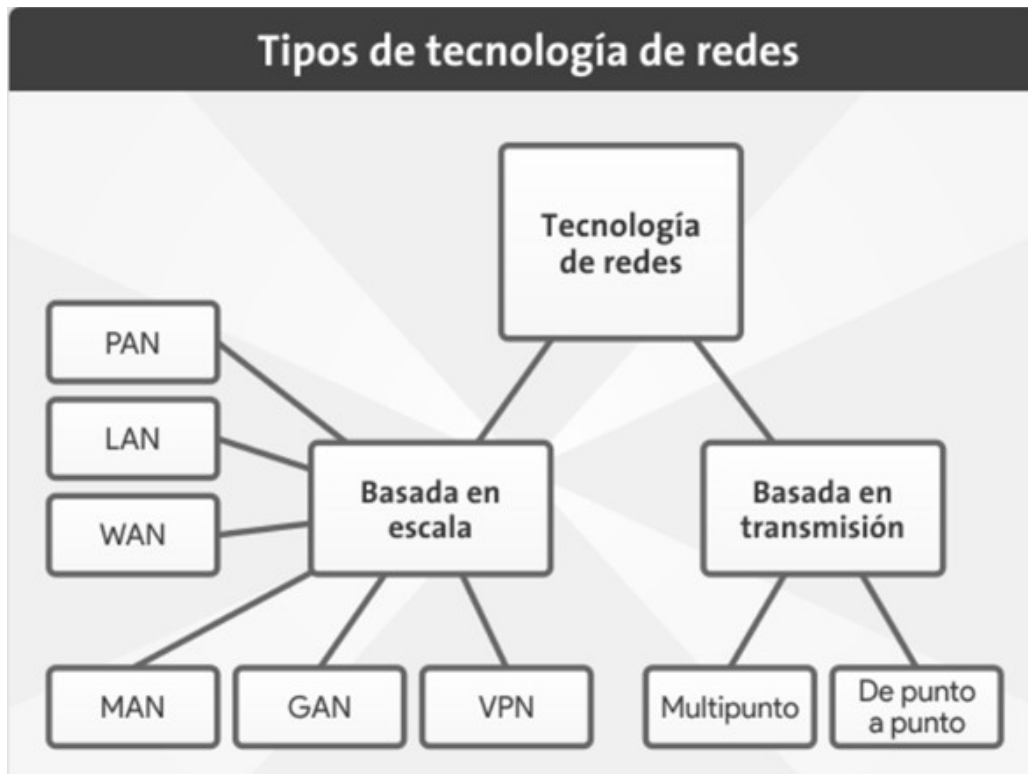 Tipos de tecnología de redes
Tecnología
de redes
PAN
LAN
WAN
Basada en
escala
Basada en
transmisión
MAN
GAN
VPN
Multipunto
De punto
a punto